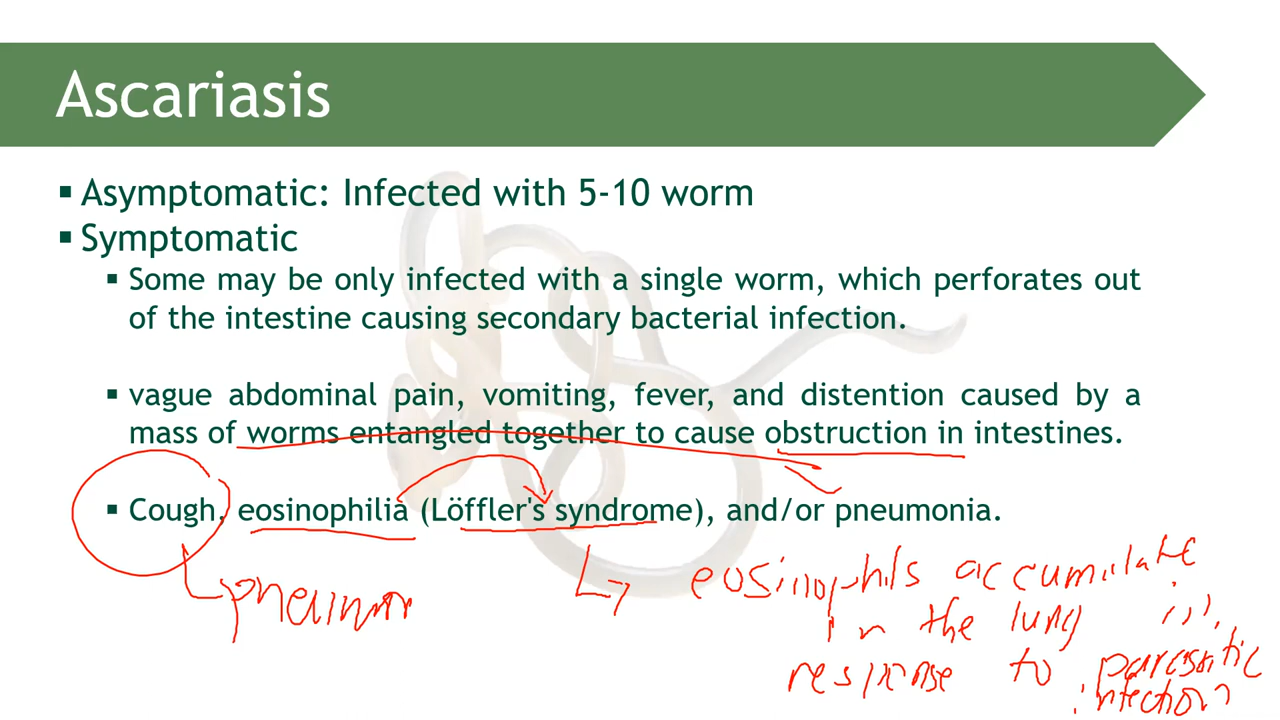 Ascariasis
▪ Asymptomatic: Infected with 5-10 worm
▪ Symptomatic
▪ Some may be only infected with a single worm, which perforates out
of the intestine causing secondary bacterial infection.
▪ vague abdominal pain, vomiting, fever, and distention caused by a
mass of worms entangled together to cause obstruction in intestines.
▪ Cough, eosinophilia (Löffler's syndrome), and/or pneumonia.
eosinophils accumulate
in the lung in
response to parasitic
infection